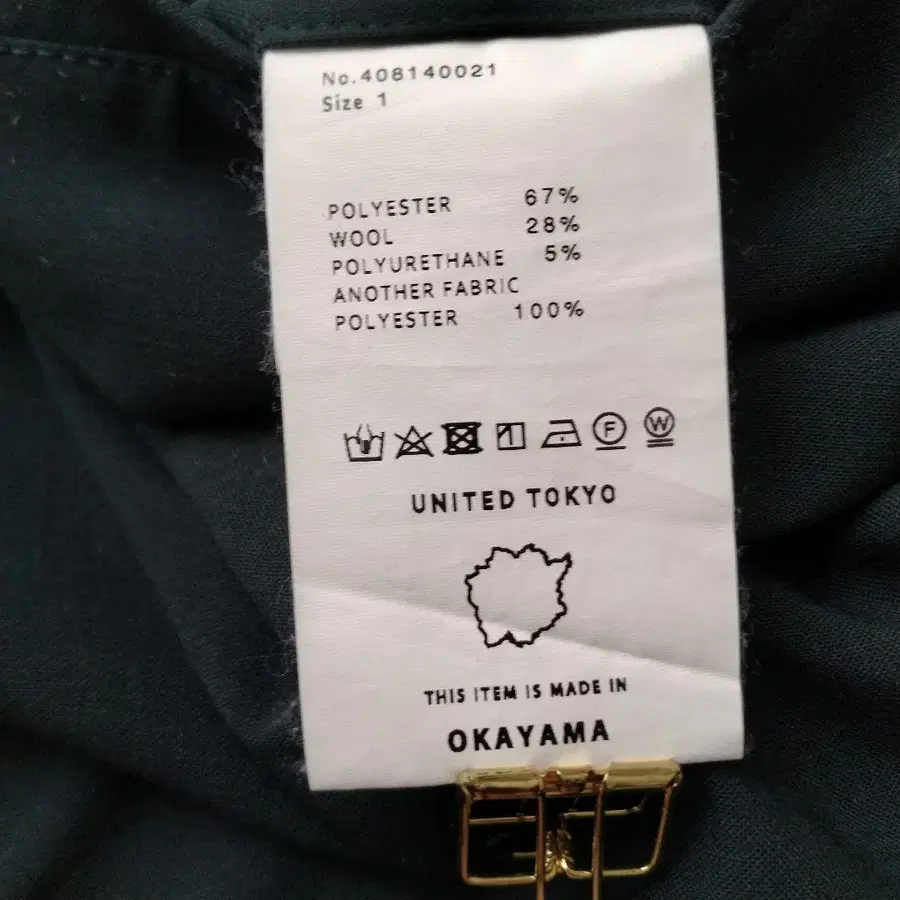 No.408140021
Size 1
POLYESTER 67%
WOOL 28%
POLYURETHANE 5%
ANOTHER FABRIC
POLYESTER 100%
F W
UNITED TOKYO
THIS ITEM IS MADE IN
OKAYAMA